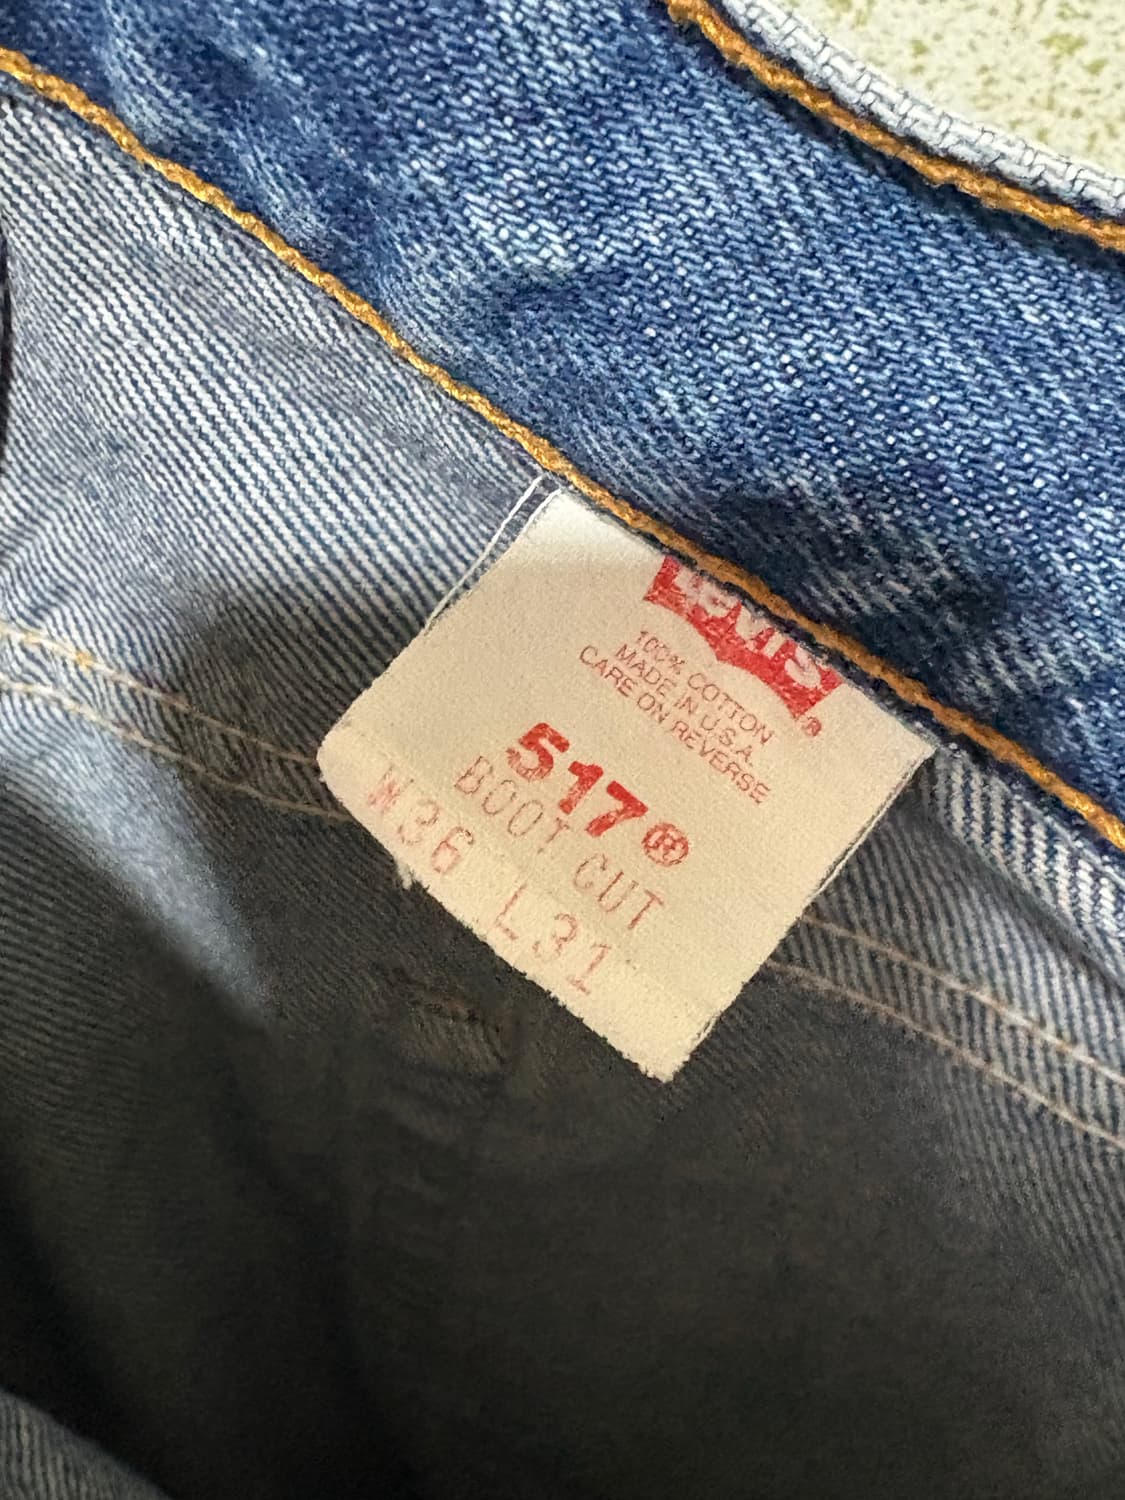 Levi's ®
100% COTTON
MADE IN U.S.A.
CARE ON REVERSE
517®
BOOT CUT
W36 L31